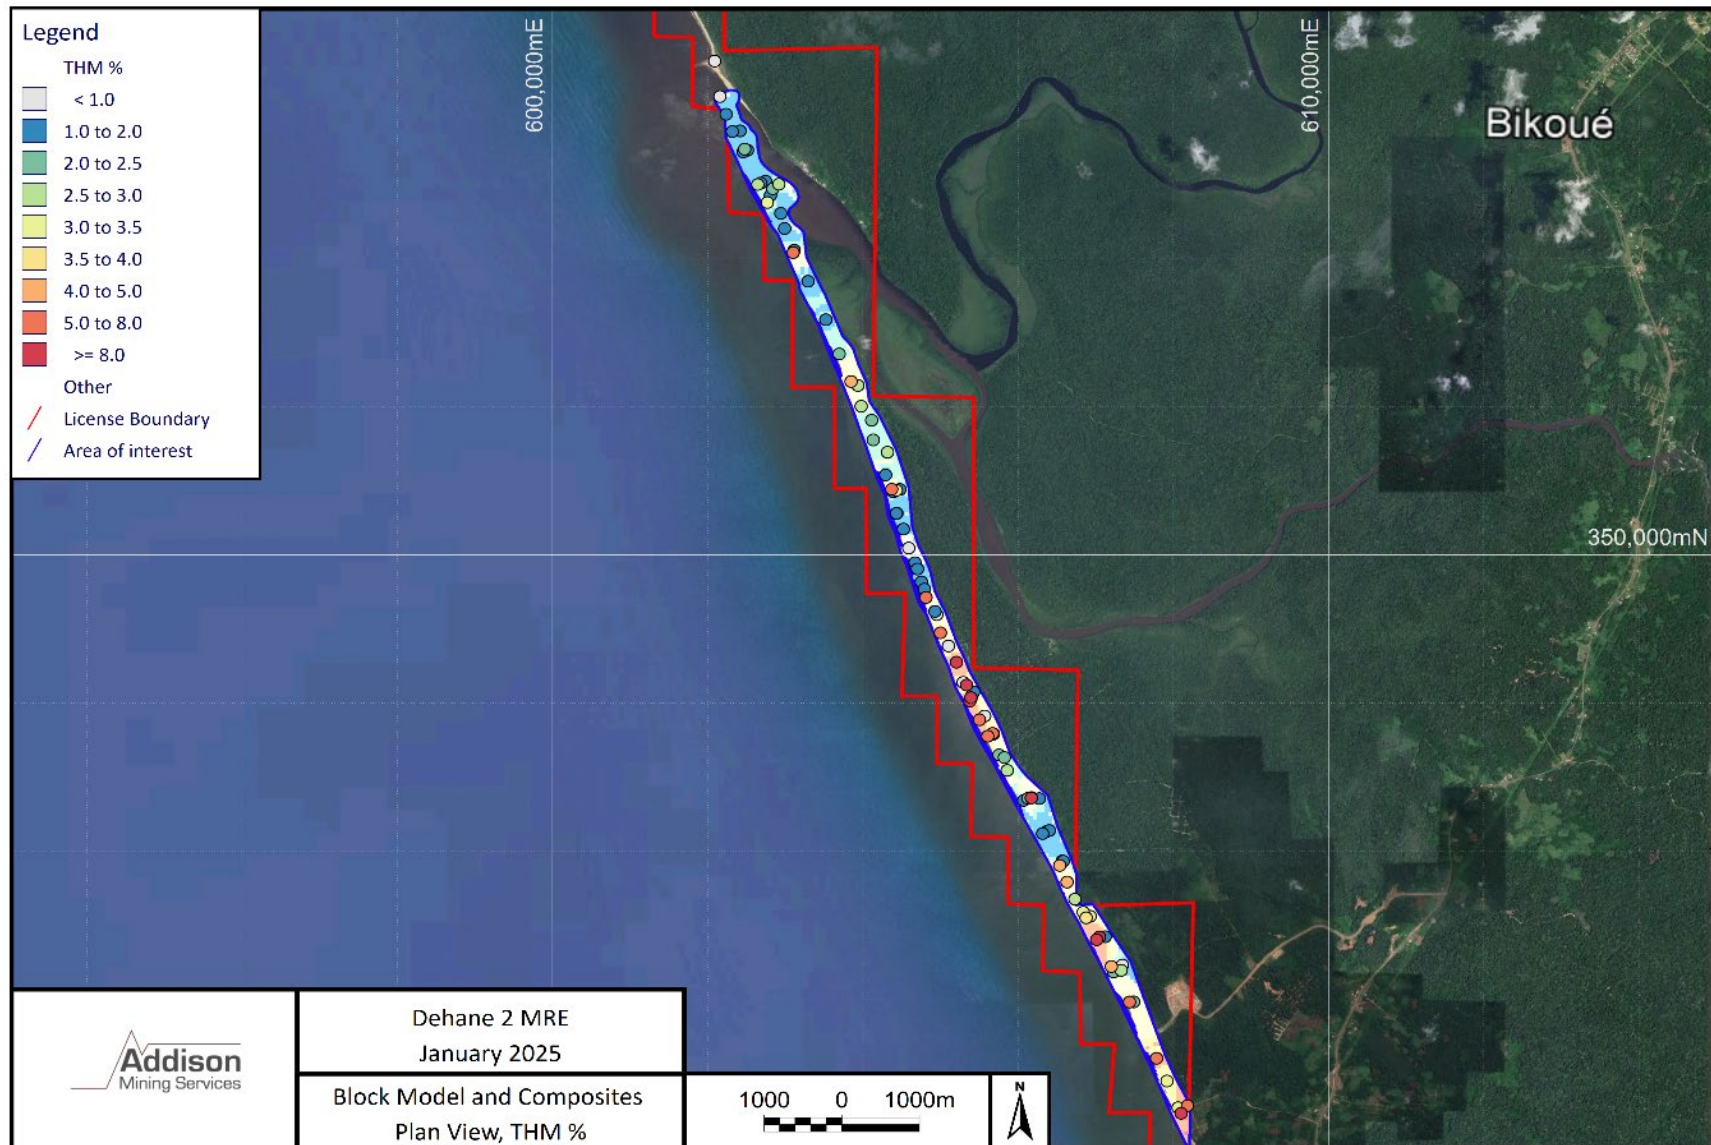 Legend
THM %
< 1.0
1.0 to 2.0
2.0 to 2.5
2.5 to 3.0
3.0 to 3.5
3.5 to 4.0
4.0 to 5.0
5.0 to 8.0
>= 8.0
Other
License Boundary
Area of interest
600,000mE
610,000mE
Bikoué
350,000mN
Addison
Mining Services
Dehane 2 MRE
January 2025
Block Model and Composites
Plan View, THM %
1000 0 1000m
N